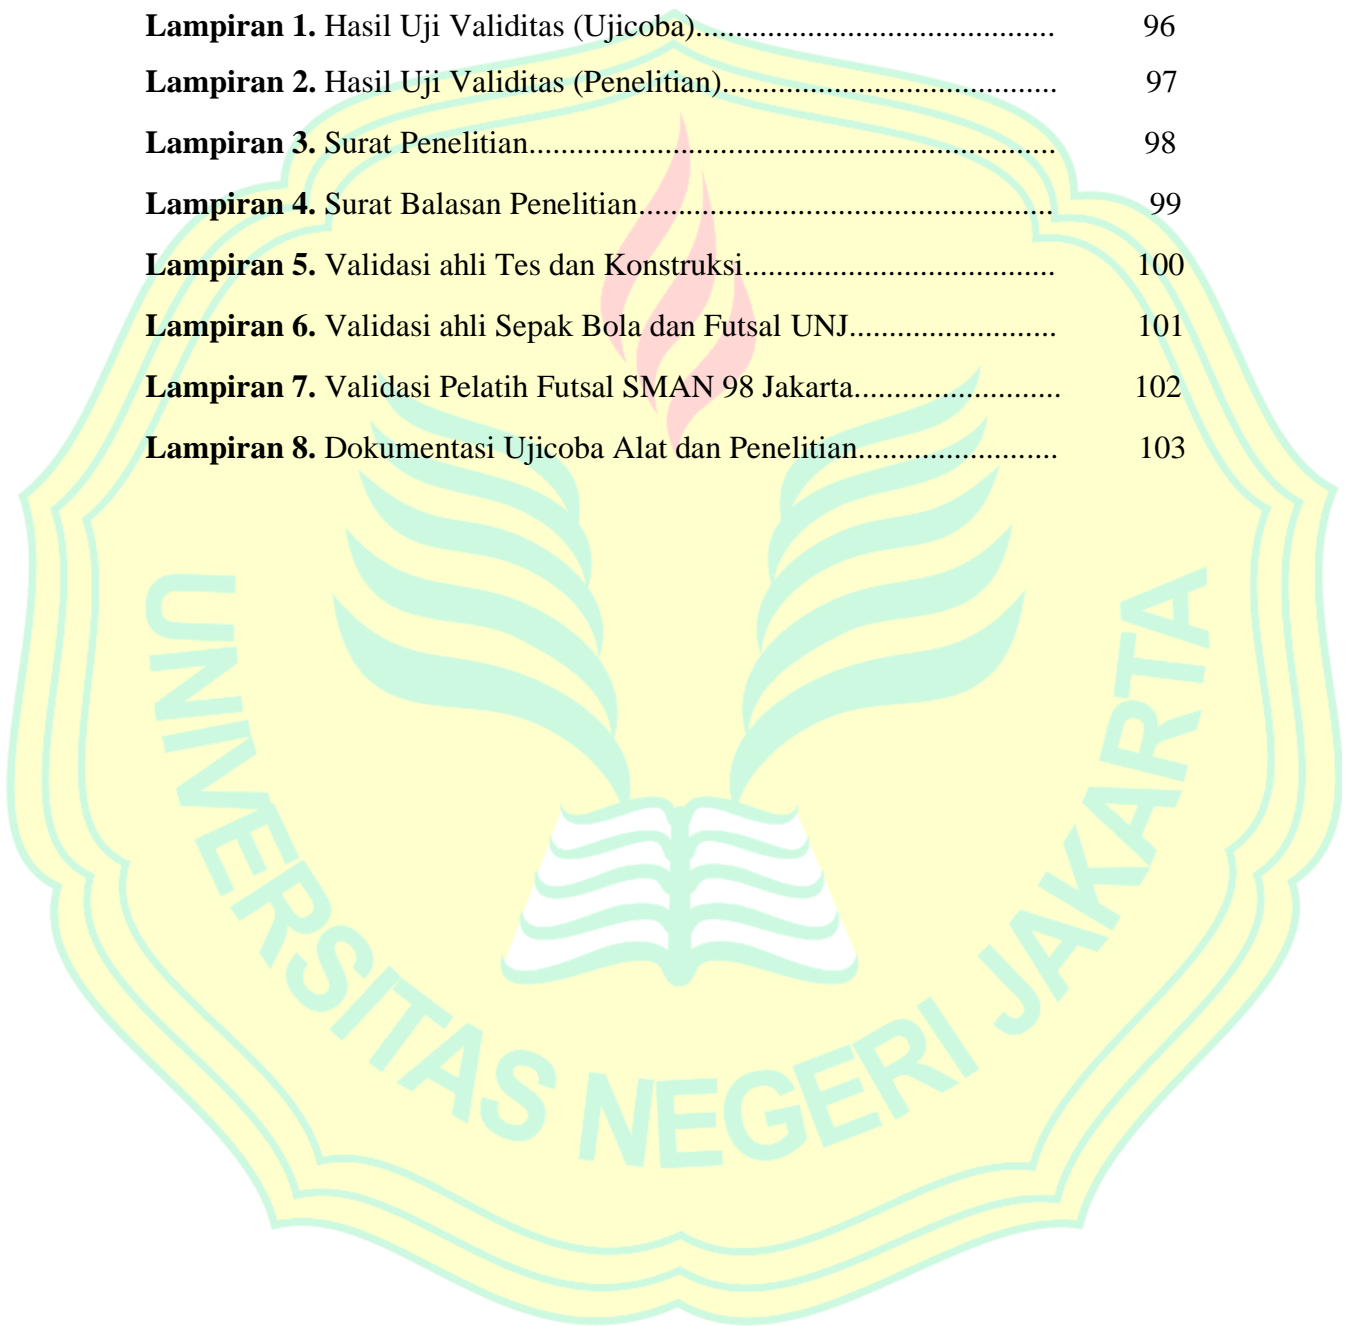 Lampiran 1. Hasil Uji Validitas (Ujicoba)............................................. 96
Lampiran 2. Hasil Uji Validitas (Penelitian).......................................... 97
Lampiran 3. Surat Penelitian.................................................................. 98
Lampiran 4. Surat Balasan Penelitian.................................................... 99
Lampiran 5. Validasi ahli Tes dan Konstruksi....................................... 100
Lampiran 6. Validasi ahli Sepak Bola dan Futsal UNJ.......................... 101
Lampiran 7. Validasi Pelatih Futsal SMAN 98 Jakarta.......................... 102
Lampiran 8. Dokumentasi Ujicoba Alat dan Penelitian......................... 103
UNIVERSITAS NEGERI JAKARTA